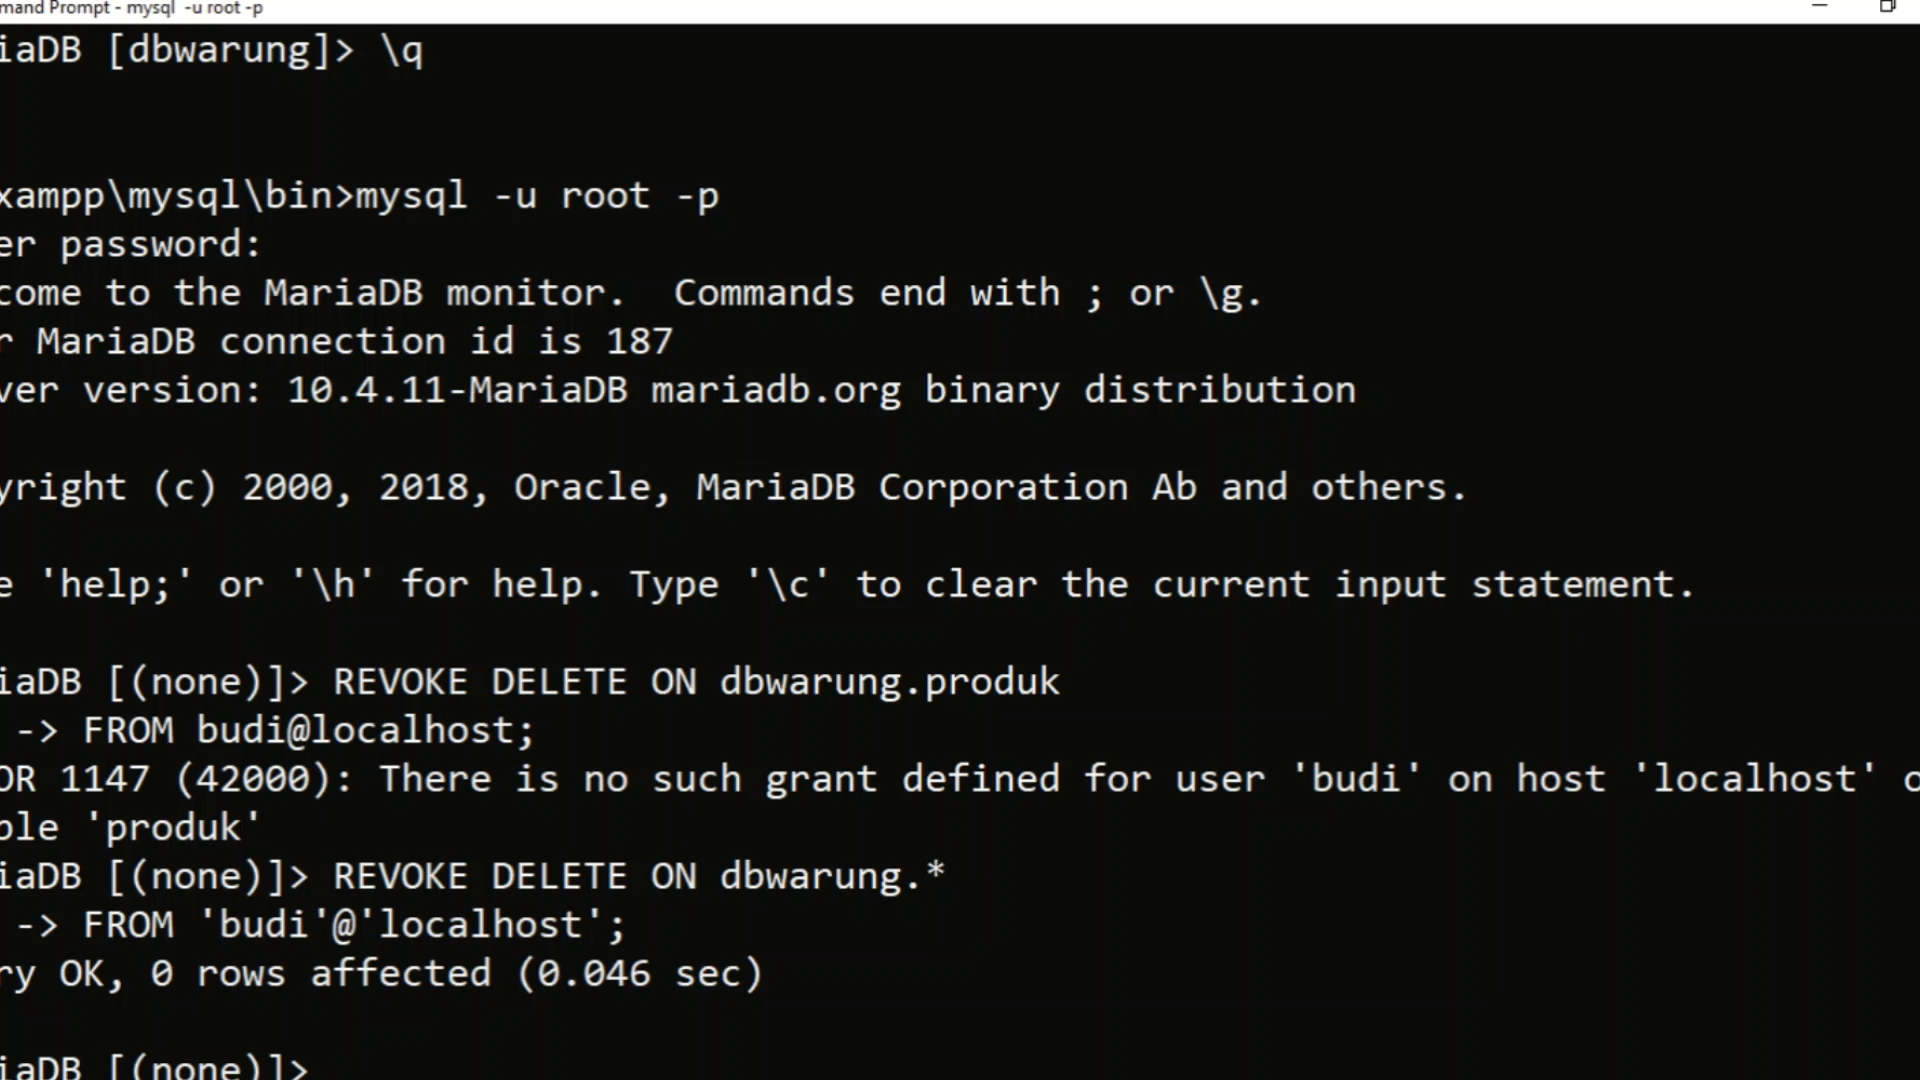 mand Prompt - mysql -u root -p
iaDB [dbwarung]> \q
xampp\mysql\bin>mysql -u root -p
er password:
come to the MariaDB monitor.  Commands end with ; or \g.
r MariaDB connection id is 187
ver version: 10.4.11-MariaDB mariadb.org binary distribution
yright (c) 2000, 2018, Oracle, MariaDB Corporation Ab and others.
e 'help;' or '\h' for help. Type '\c' to clear the current input statement.
iaDB [(none)]> REVOKE DELETE ON dbwarung.produk
-> FROM budi@localhost;
OR 1147 (42000): There is no such grant defined for user 'budi' on host 'localhost' o
ble 'produk'
iaDB [(none)]> REVOKE DELETE ON dbwarung.*
-> FROM 'budi'@'localhost';
ry OK, 0 rows affected (0.046 sec)
iaDB [(none)]>